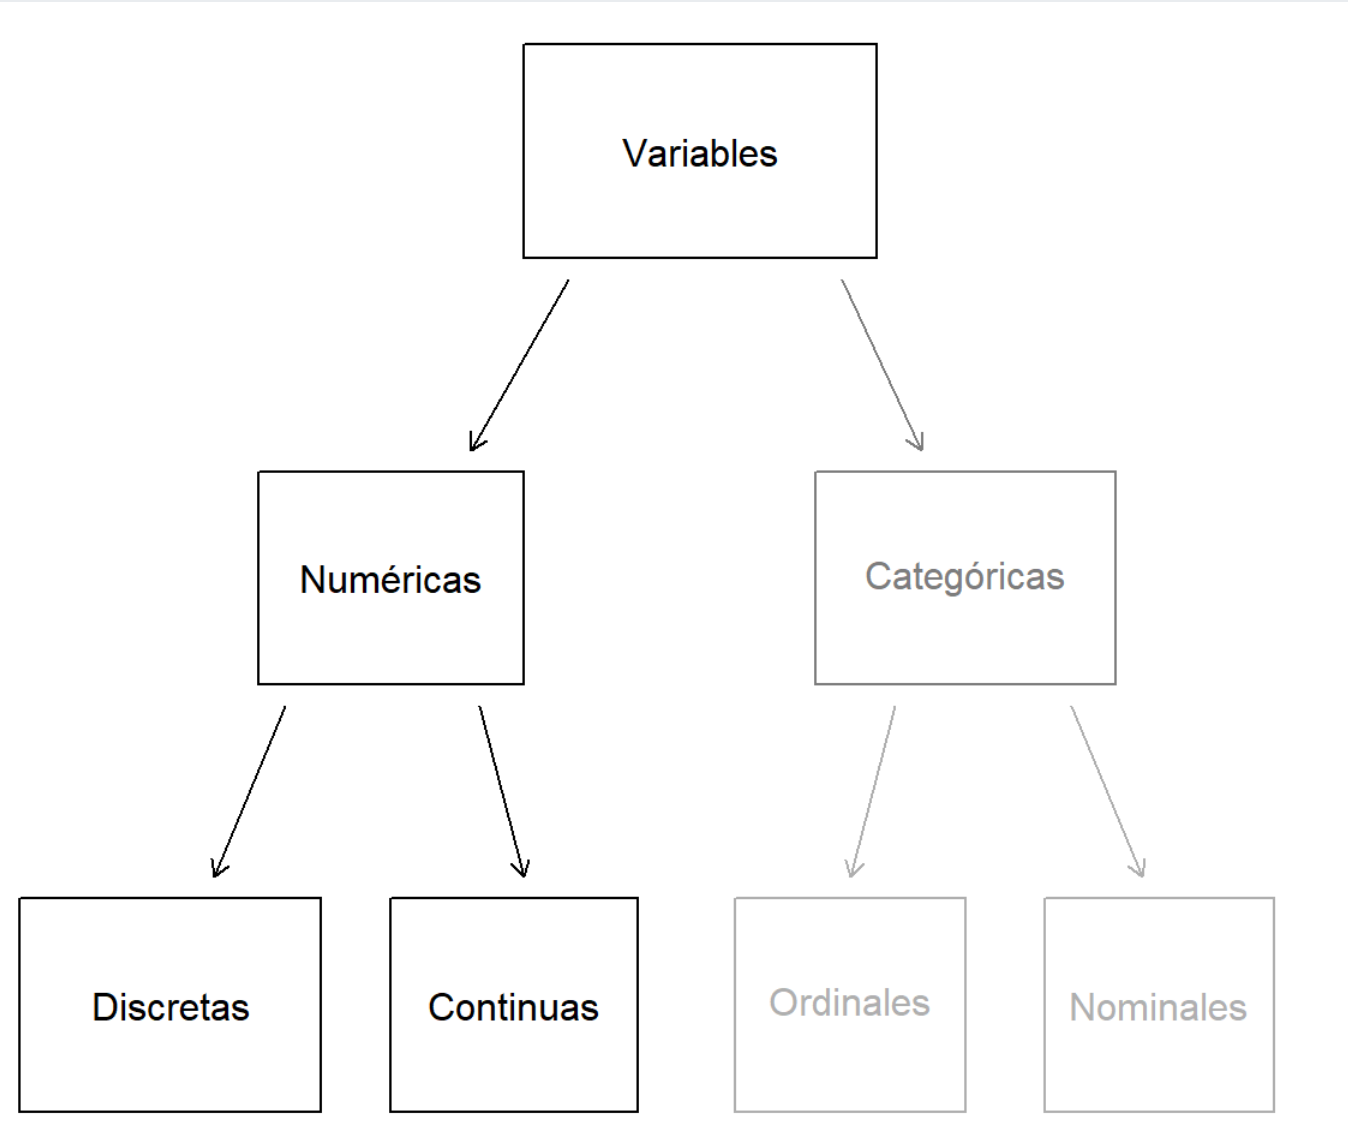 Variables
Numéricas
Categóricas
Discretas
Continuas
Ordinales
Nominales